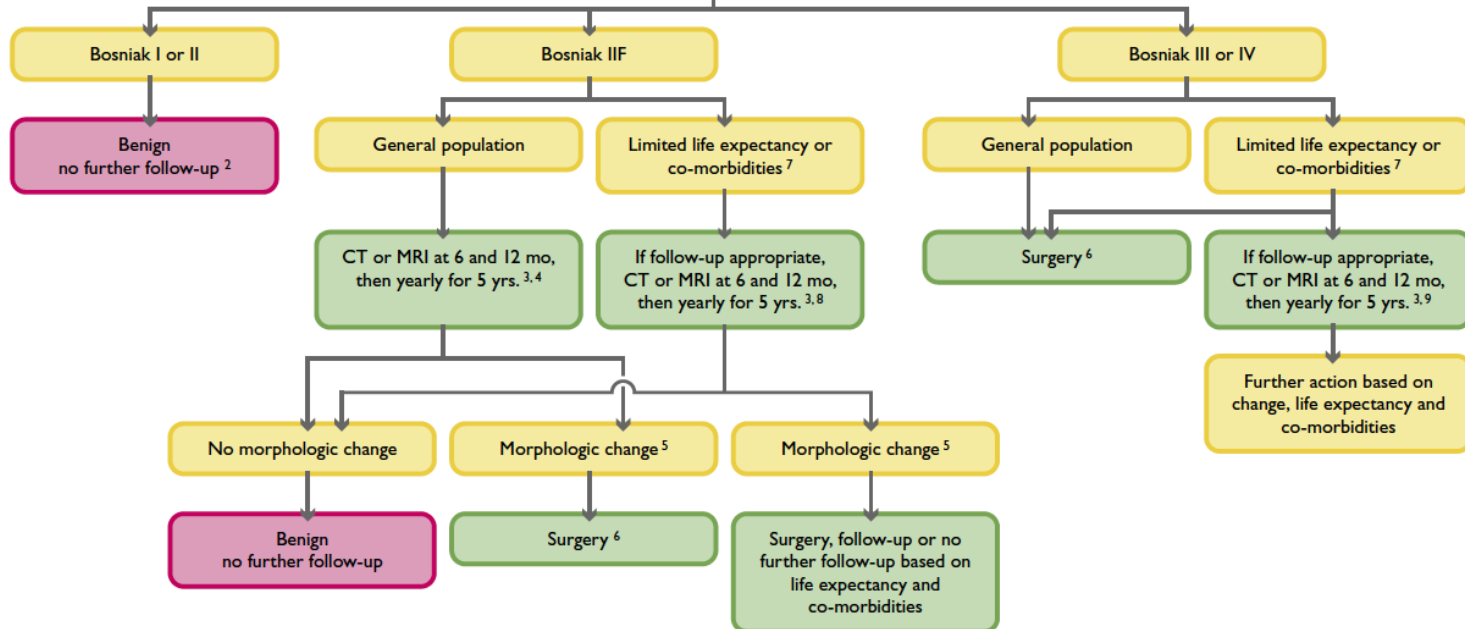 Bosniak I or II
Bosniak IIF
Bosniak III or IV
Benign
no further follow-up 2
General population
Limited life expectancy or
co-morbidities 7
General population
Limited life expectancy or
co-morbidities 7
CT or MRI at 6 and 12 mo,
then yearly for 5 yrs. 3, 4
If follow-up appropriate,
CT or MRI at 6 and 12 mo,
then yearly for 5 yrs. 3, 8
Surgery 6
If follow-up appropriate,
CT or MRI at 6 and 12 mo,
then yearly for 5 yrs. 3, 9
No morphologic change
Morphologic change 5
Morphologic change 5
Further action based on
change, life expectancy and
co-morbidities
Benign
no further follow-up
Surgery 6
Surgery, follow-up or no
further follow-up based on
life expectancy and
co-morbidities